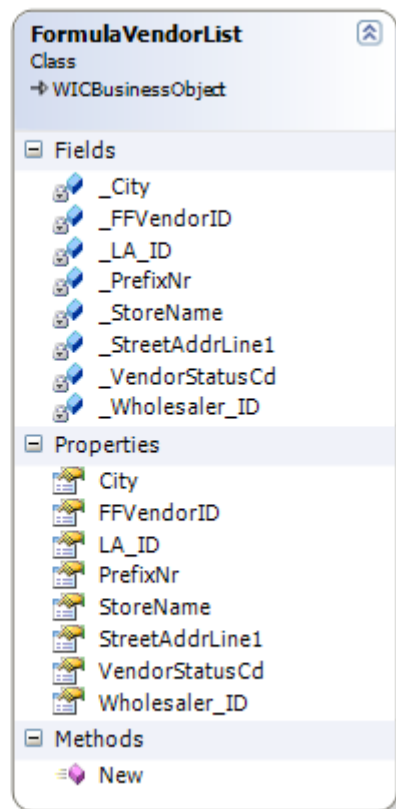 FormulaVendorList
Class
WICBusinessObject
Fields
_City
_FFVendorID
_LA_ID
_PrefixNr
_StoreName
_StreetAddrLine1
_VendorStatusCd
_Wholesaler_ID
Properties
City
FFVendorID
LA_ID
PrefixNr
StoreName
StreetAddrLine1
VendorStatusCd
Wholesaler_ID
Methods
New